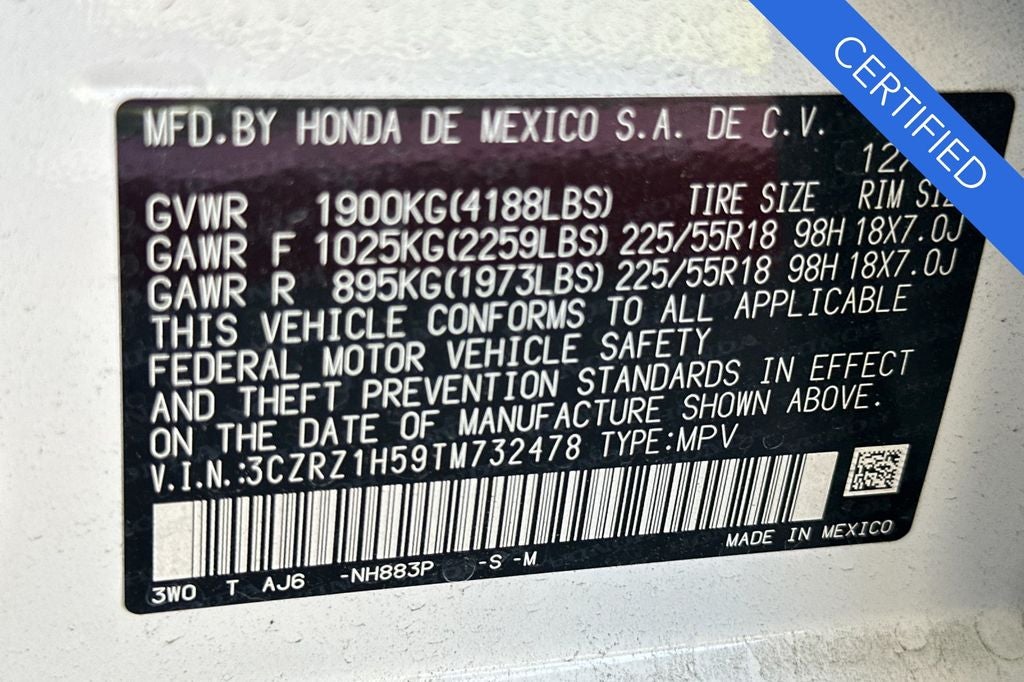 CERTIFIED
MFD.BY HONDA DE MEXICO S.A. DE C.V.
12/
GVWR 1900KG(4188LBS) TIRE SIZE RIM
GAWR F 1025KG(2259LBS) 225/55R18 98H 18X7.0J
GAWR R 895KG(1973LBS) 225/55R18 98H 18X7.0J
THIS VEHICLE CONFORMS TO ALL APPLICABLE
FEDERAL MOTOR VEHICLE SAFETY
AND THEFT PREVENTION STANDARDS IN EFFECT
ON THE DATE OF MANUFACTURE SHOWN ABOVE.
V.I.N.:3CZRZ1H59TM732478 TYPE:MPV
MADE IN MEXICO
3W0 T AJ6 -NH883P -S -M